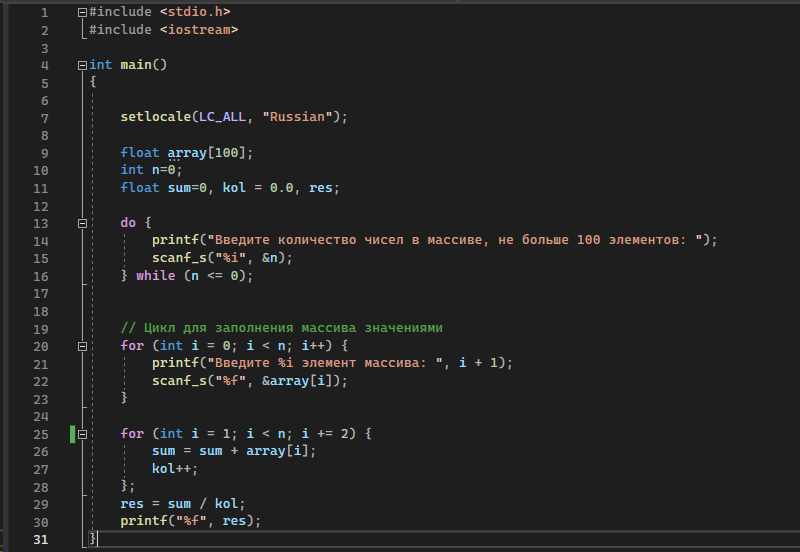 1 #include <stdio.h>
2 #include <iostream>
3
4 int main()
5 {
6
7 setlocale(LC_ALL, "Russian");
8
9 float array[100];
10 int n=0;
11 float sum=0, kol = 0.0, res;
12
13 do {
14 printf("Введите количество чисел в массиве, не больше 100 элементов: ");
15 scanf_s("%i", &n);
16 } while (n <= 0);
17
18
19 // Цикл для заполнения массива значениями
20 for (int i = 0; i < n; i++) {
21 printf("Введите %i элемент массива: ", i + 1);
22 scanf_s("%f", &array[i]);
23 }
24
25 for (int i = 1; i < n; i += 2) {
26 sum = sum + array[i];
27 kol++;
28 };
29 res = sum / kol;
30 printf("%f", res);
31 }